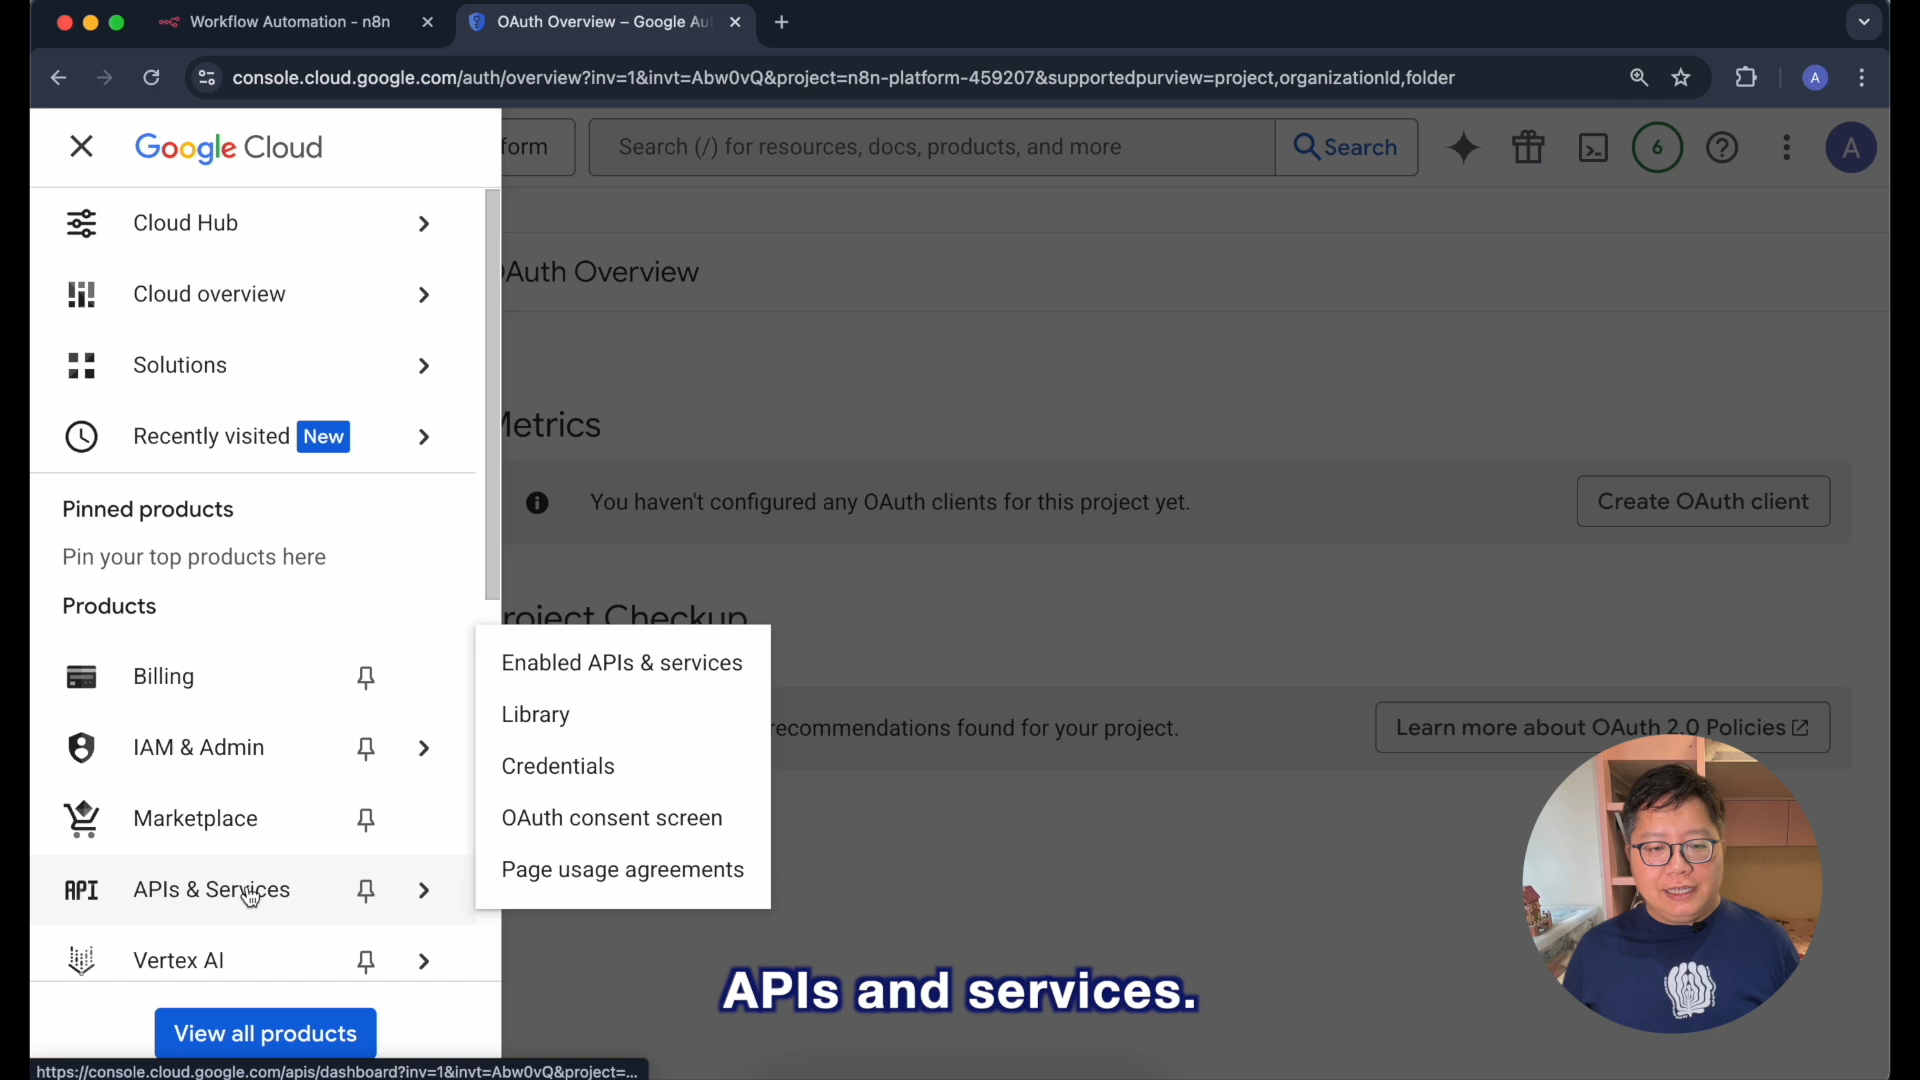 Workflow Automation - n8n
OAuth Overview – Google Au
console.cloud.google.com/auth/overview?inv=1&invt=Abw0vQ&project=n8n-platform-459207&supportedpurview=project,organizationId,folder
A
Google Cloud
form
Search (/) for resources, docs, products, and more
Search
6
A
Cloud Hub
Cloud overview
Solutions
Recently visited New
Pinned products
Pin your top products here
Products
Billing
IAM & Admin
Marketplace
API APIs & Services
Vertex AI
View all products
OAuth Overview
Metrics
You haven't configured any OAuth clients for this project yet.
Create OAuth client
Project Checkup
recommendations found for your project.
Learn more about OAuth 2.0 Policies
Enabled APIs & services
Library
Credentials
OAuth consent screen
Page usage agreements
APIs and services.
https://console.cloud.google.com/apis/dashboard?inv=1&invt=Abw0vQ&project=...